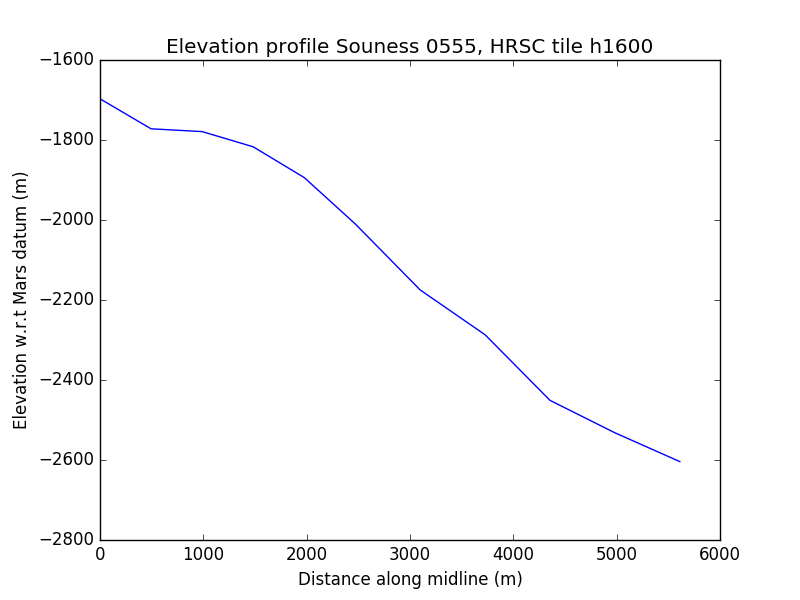 Elevation profile Souness 0555, HRSC tile h1600
−1600
−1800
−2000
−2200
−2400
−2600
−2800
Elevation w.r.t Mars datum (m)
0 1000 2000 3000 4000 5000 6000
Distance along midline (m)